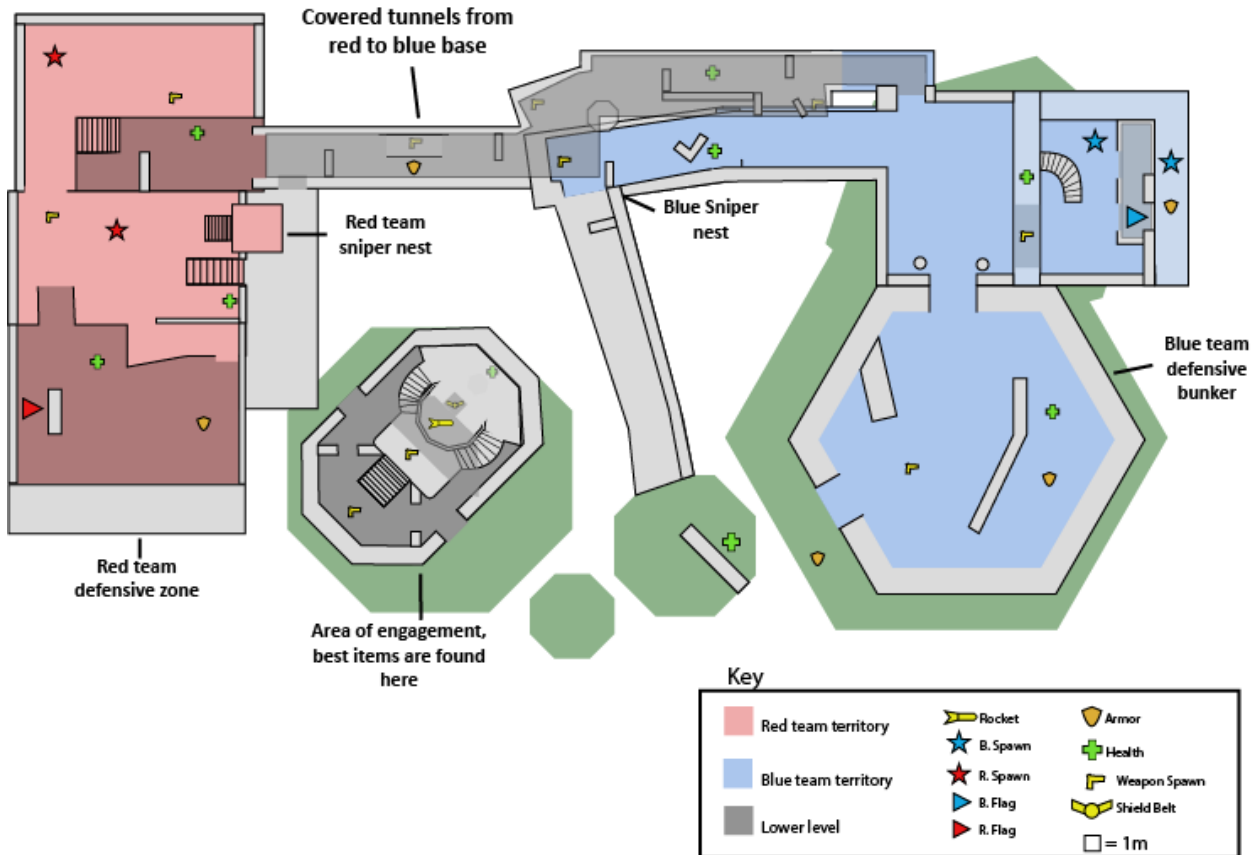 Covered tunnels from
red to blue base
Red team
sniper nest
Blue Sniper
nest
Blue team
defensive
bunker
Red team
defensive zone
Area of engagement,
best items are found
here
Key
Red team territory
Blue team territory
Lower level
Rocket
B. Spawn
R. Spawn
B. Flag
R. Flag
Armor
Health
Weapon Spawn
Shield Belt
= 1m